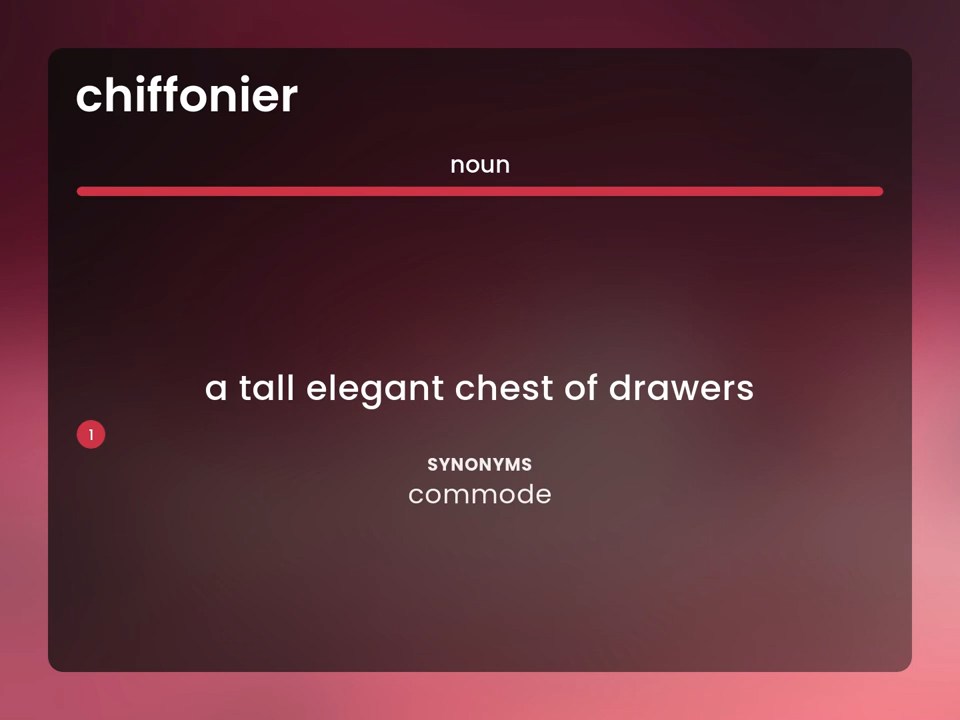 chiffonier
noun
a tall elegant chest of drawers
1
SYNONYMS
commode